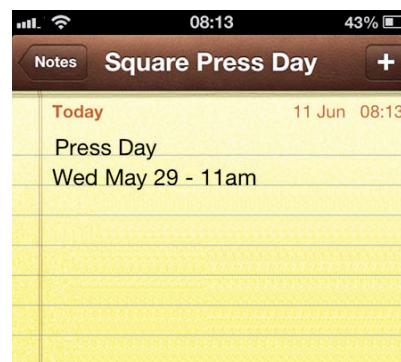 08:13 43%
Notes Square Press Day +
Today 11 Jun 08:13
Press Day
Wed May 29 - 11am